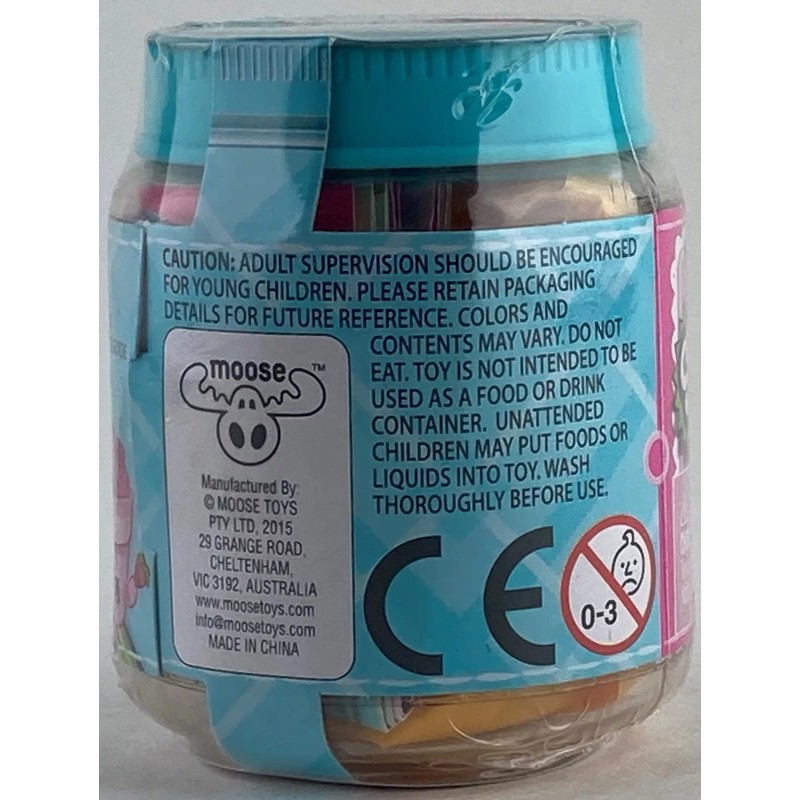 CAUTION: ADULT SUPERVISION SHOULD BE ENCOURAGED
FOR YOUNG CHILDREN. PLEASE RETAIN PACKAGING
DETAILS FOR FUTURE REFERENCE. COLORS AND
CONTENTS MAY VARY. DO NOT
EAT. TOY IS NOT INTENDED TO BE
USED AS A FOOD OR DRINK
CONTAINER. UNATTENDED
CHILDREN MAY PUT FOODS OR
LIQUIDS INTO TOY. WASH
THOROUGHLY BEFORE USE.
moose™
Manufactured By:
© MOOSE TOYS
PTY LTD, 2015
29 GRANGE ROAD,
CHELTENHAM,
VIC 3192, AUSTRALIA
www.moosetoys.com
info@moosetoys.com
MADE IN CHINA
CE
0-3